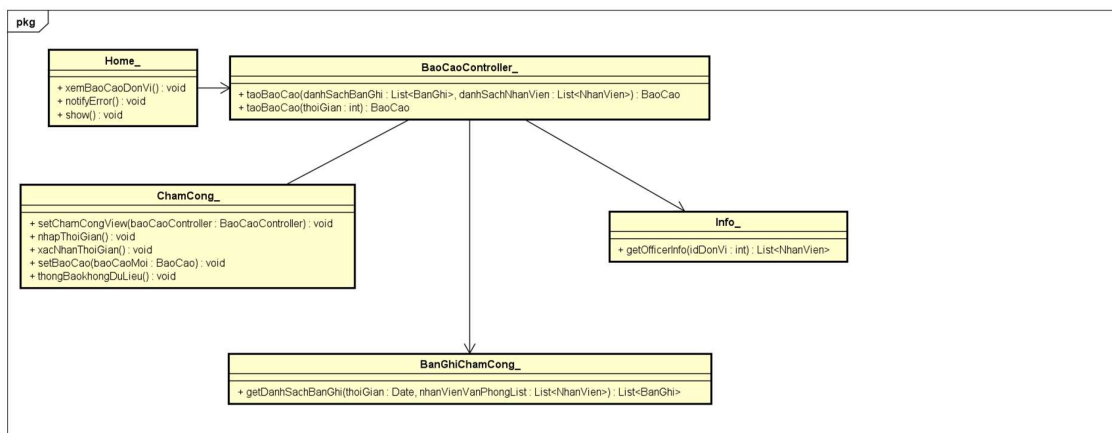 pkg
Home_
+ xemBaoCaoDonVi() : void
+ notifyError() : void
+ show() : void
BaoCaoController_
+ taoBaoCao(danhSachBanGhi : List<BanGhi>, danhSachNhanVien : List<NhanVien>) : BaoCao
+ taoBaoCao(thoiGian : int) : BaoCao
ChamCong_
+ setChamCongView(baoCaoController : BaoCaoController) : void
+ nhapThoiGian() : void
+ xacNhanThoiGian() : void
+ setBaoCao(baoCaoMoi : BaoCao) : void
+ thongBaokhongDuLieu() : void
Info_
+ getOfficerInfo(idDonVi : int) : List<NhanVien>
BanGhiChamCong_
+ getDanhSachBanGhi(thoiGian : Date, nhanVienVanPhongList : List<NhanVien>) : List<BanGhi>